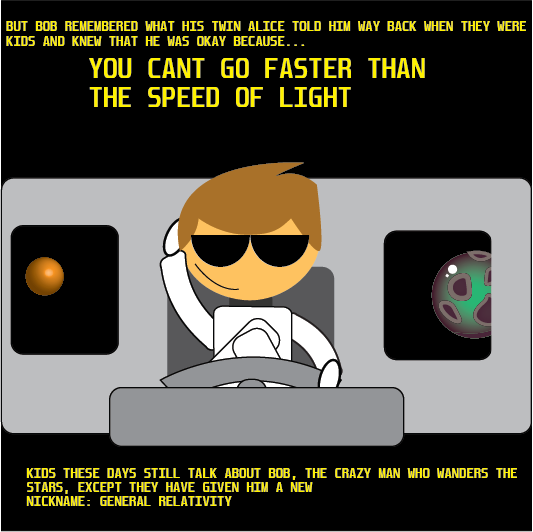 BUT BOB REMEMBERED WHAT HIS TWIN ALICE TOLD HIM WAY BACK WHEN THEY WERE
KIDS AND KNEW THAT HE WAS OKAY BECAUSE...
YOU CANT GO FASTER THAN
THE SPEED OF LIGHT
KIDS THESE DAYS STILL TALK ABOUT BOB, THE CRAZY MAN WHO WANDERS THE
STARS, EXCEPT THEY HAVE GIVEN HIM A NEW
NICKNAME: GENERAL RELATIVITY